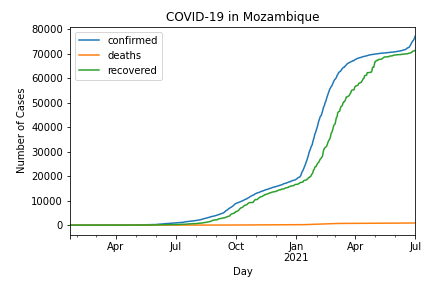 COVID-19 in Mozambique
confirmed
deaths
recovered
Number of Cases
80000
70000
60000
50000
40000
30000
20000
10000
0
Apr Jul Oct Jan Apr Jul
2021
Day